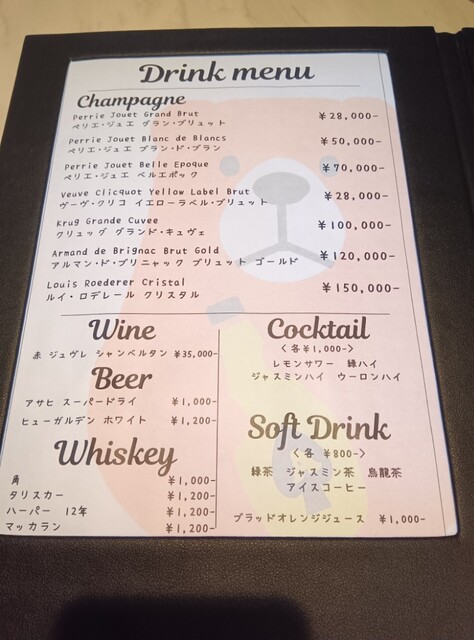 Drink menu
Champagne
Perrie Jouet Grand Brut ¥28,000-
ペリエ・ジュエ グラン・ブリュット
Perrie Jouet Blanc de Blancs ¥50,000-
ペリエ・ジュエ ブラン・ド・ブラン
Perrie Jouet Belle Epoque ¥70,000-
ペリエ・ジュエ ベルエポック
Veuve Clicquot Yellow Label Brut ¥28,000-
ヴーヴ・クリコ イエローラベル・ブリュット
Krug Grande Cuvee ¥100,000-
クリュッグ グランド・キュヴェ
Armand de Brignac Brut Gold ¥120,000-
アルマン・ド・ブリニャック ブリュット ゴールド
Louis Roederer Cristal ¥150,000-
ルイ・ロデレール クリスタル
Wine
赤 ジュヴレ シャンベルタン ¥35,000-
Beer
アサヒ スーパードライ ¥1,000-
ヒューガルデン ホワイト ¥1,200-
Whiskey
角 ¥1,000-
タリスカー ¥1,200-
ハーパー 12年 ¥1,200-
マッカラン ¥1,200-
Cocktail
<各¥1,000->
レモンサワー 緑ハイ
ジャスミンハイ ウーロンハイ
Soft Drink
<各 ¥800->
緑茶 ジャスミン茶 烏龍茶
アイスコーヒー
ブラッドオレンジジュース ¥1,000-